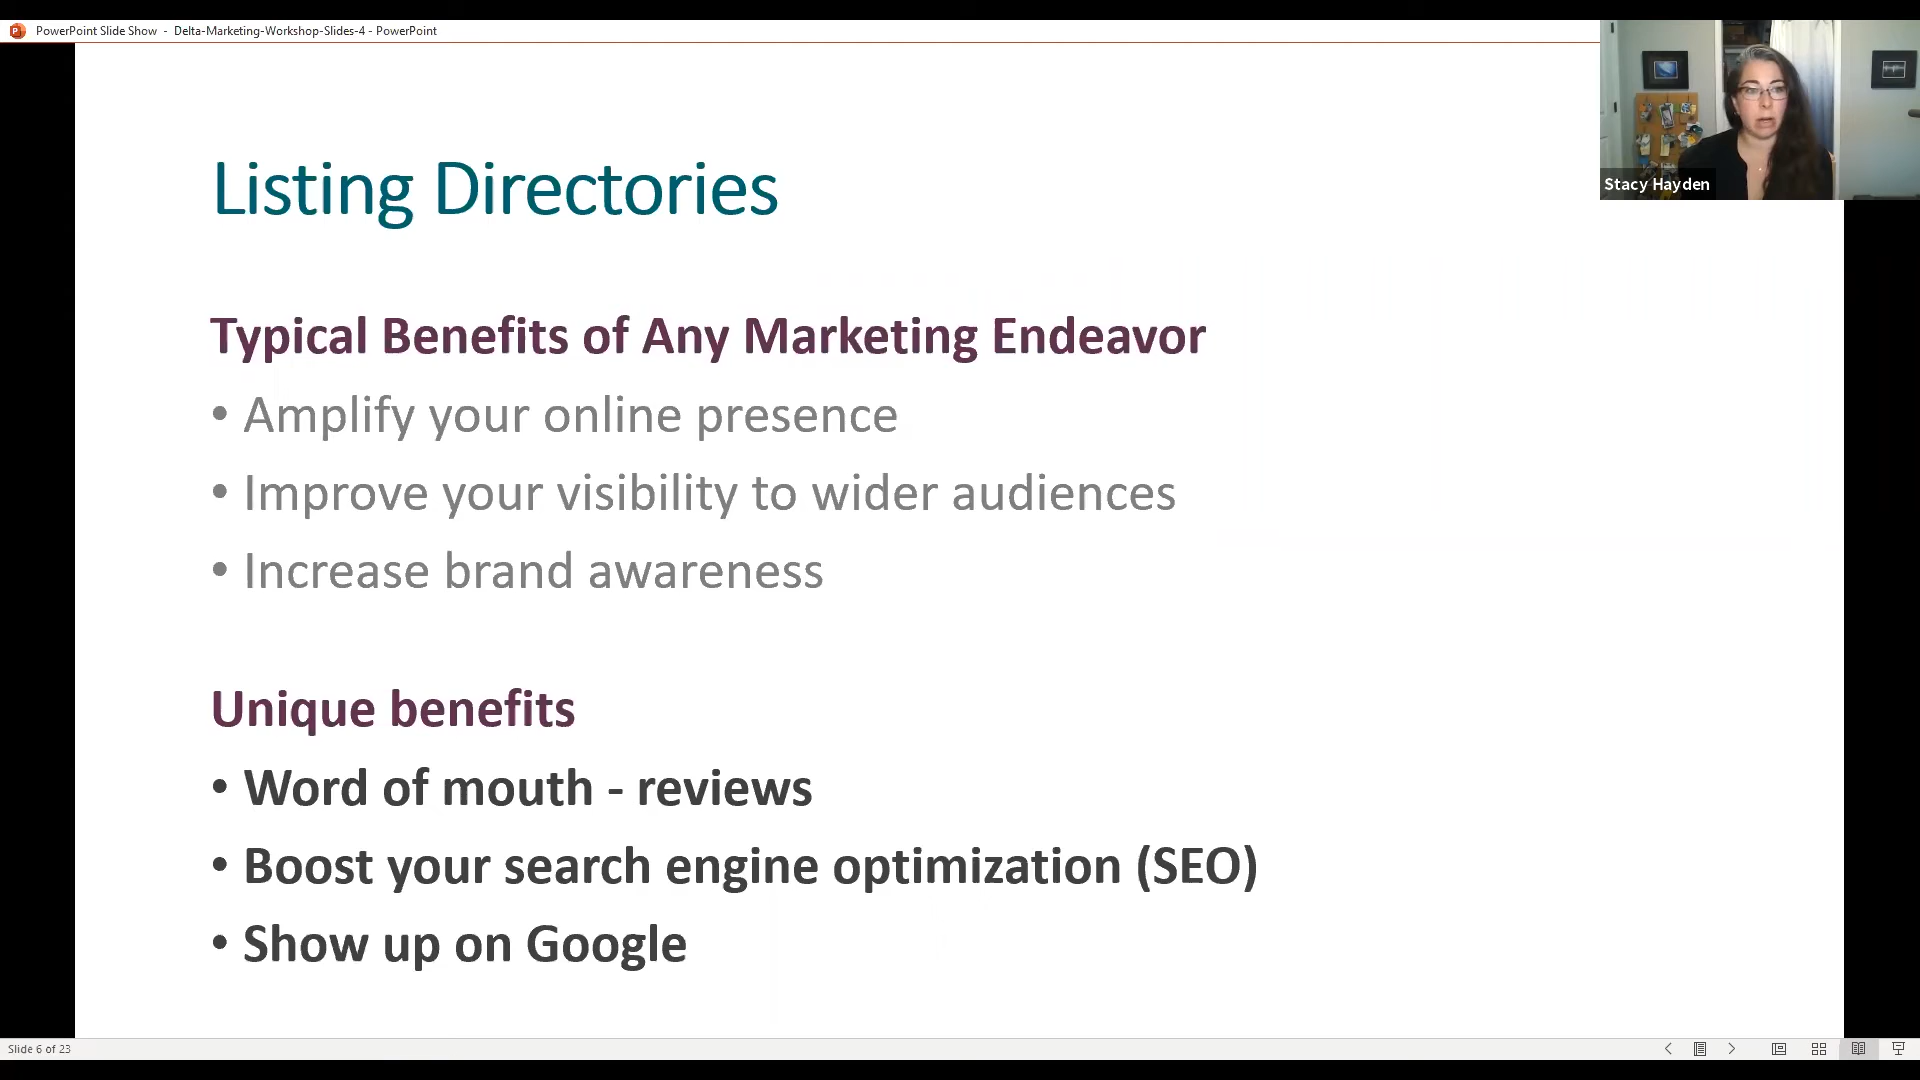 PowerPoint Slide Show - Delta-Marketing-Workshop-Slides-4 - PowerPoint
Stacy Hayden
Listing Directories
Typical Benefits of Any Marketing Endeavor
• Amplify your online presence
• Improve your visibility to wider audiences
• Increase brand awareness
Unique benefits
• Word of mouth - reviews
• Boost your search engine optimization (SEO)
• Show up on Google
Slide 6 of 23